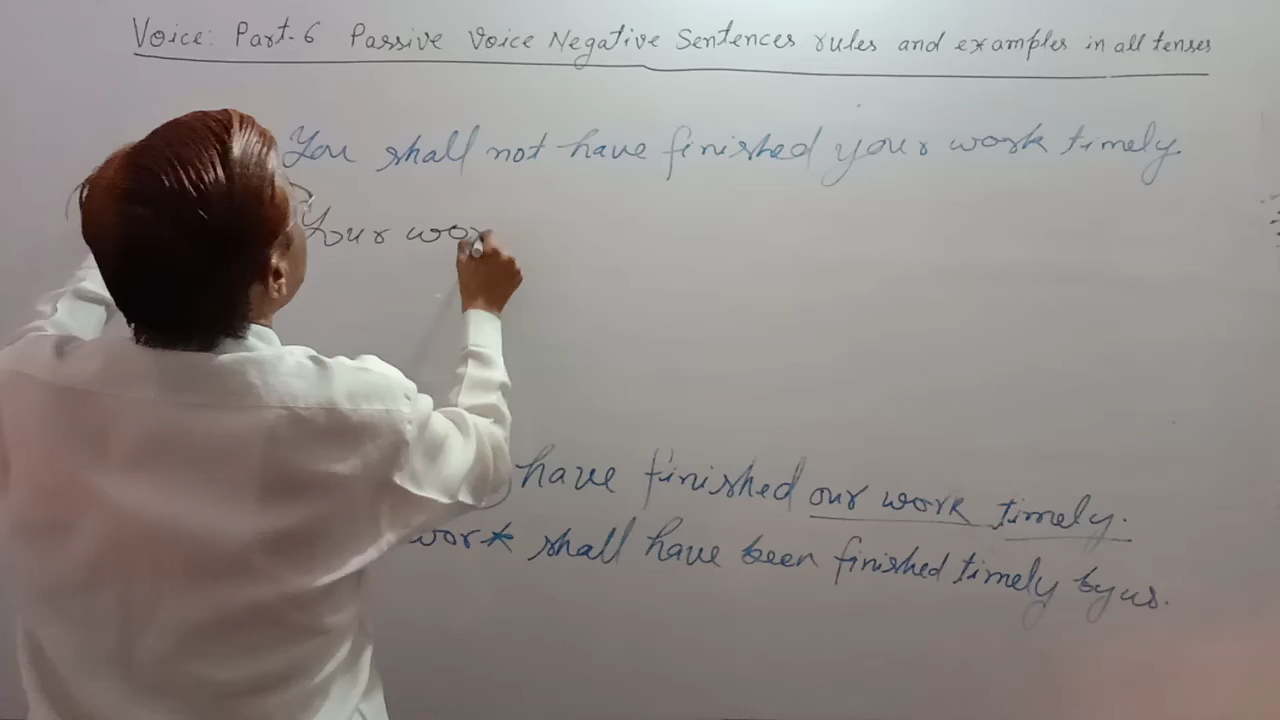 Voice: Part-6 Passive Voice Negative Sentences rules and examples in all tenses
You shall not have finished your work timely.
Your wor
have finished our work timely.
work shall have been finished timely by us.